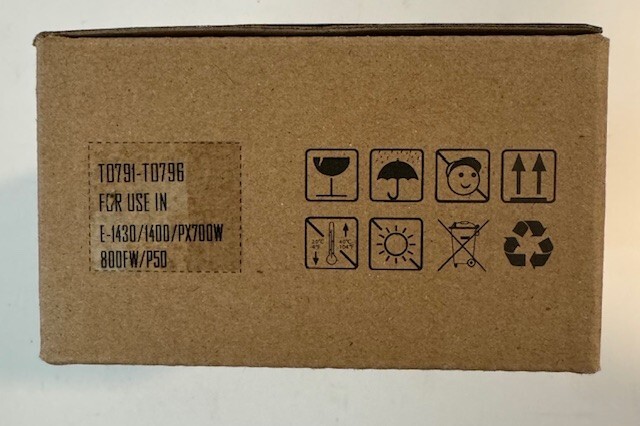 T0791-T0796
FOR USE IN
E-1430/1400/PX700W
800FW/P50